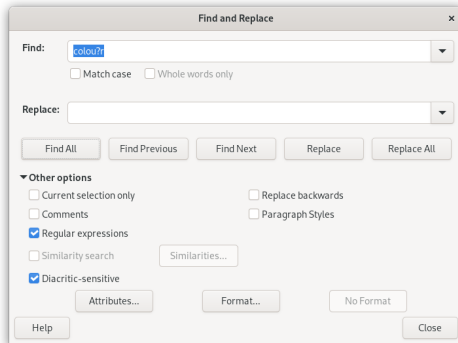 Find and Replace ×
Find: colou?r
Match case Whole words only
Replace:
Find All Find Previous Find Next Replace Replace All
Other options
Current selection only Replace backwards
Comments Paragraph Styles
Regular expressions
Similarity search Similarities...
Diacritic-sensitive
Attributes... Format... No Format
Help Close